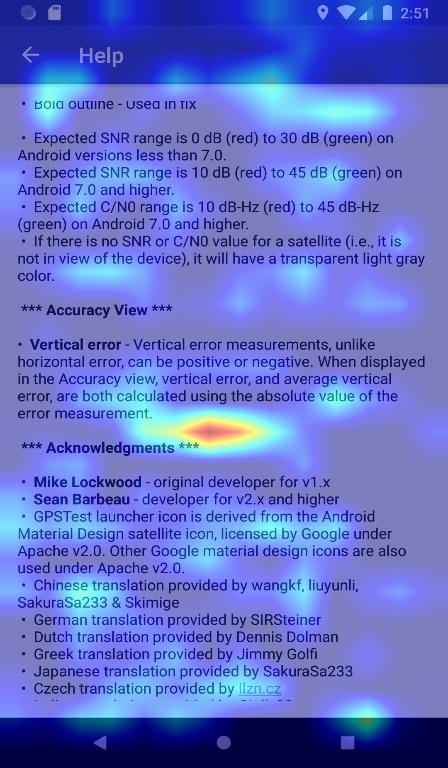 2:51
Help
• Bold outline - Used in fix
• Expected SNR range is 0 dB (red) to 30 dB (green) on
Android versions less than 7.0.
• Expected SNR range is 10 dB (red) to 45 dB (green) on
Android 7.0 and higher.
• Expected C/N0 range is 10 dB-Hz (red) to 45 dB-Hz
(green) on Android 7.0 and higher.
• If there is no SNR or C/N0 value for a satellite (i.e., it is
not in view of the device), it will have a transparent light gray
color.
*** Accuracy View ***
• Vertical error - Vertical error measurements, unlike
horizontal error, can be positive or negative. When displayed
in the Accuracy view, vertical error, and average vertical
error, are both calculated using the absolute value of the
error measurement.
*** Acknowledgments ***
• Mike Lockwood - original developer for v1.x
• Sean Barbeau - developer for v2.x and higher
• GPSTest launcher icon is derived from the Android
Material Design satellite icon, licensed by Google under
Apache v2.0. Other Google material design icons are also
used under Apache v2.0.
• Chinese translation provided by wangkf, liuyunli,
SakuraSa233 & Skimige
• German translation provided by SIRSteiner
• Dutch translation provided by Dennis Dolman
• Greek translation provided by Jimmy Golfi
• Japanese translation provided by SakuraSa233
• Czech translation provided by llzn.cz